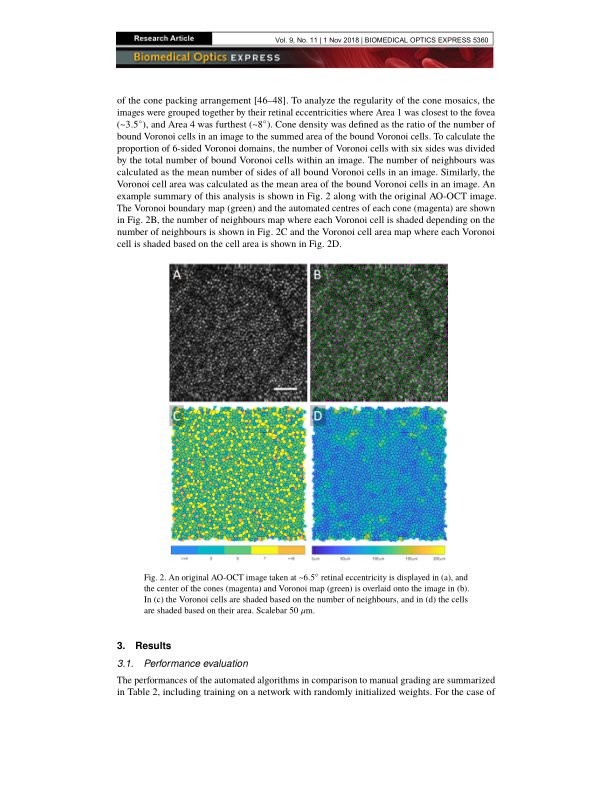 Research Article
Vol. 9, No. 11 | 1 Nov 2018 | BIOMEDICAL OPTICS EXPRESS 5360
Biomedical Optics EXPRESS
of the cone packing arrangement [46–48]. To analyze the regularity of the cone mosaics, the
images were grouped together by their retinal eccentricities where Area 1 was closest to the fovea
(~3.5°), and Area 4 was furthest (~8°). Cone density was defined as the ratio of the number of
bound Voronoi cells in an image to the summed area of the bound Voronoi cells. To calculate the
proportion of 6-sided Voronoi domains, the number of Voronoi cells with six sides was divided
by the total number of bound Voronoi cells within an image. The number of neighbours was
calculated as the mean number of sides of all bound Voronoi cells in an image. Similarly, the
Voronoi cell area was calculated as the mean area of the bound Voronoi cells in an image. An
example summary of this analysis is shown in Fig. 2 along with the original AO-OCT image.
The Voronoi boundary map (green) and the automated centres of each cone (magenta) are shown
in Fig. 2B, the number of neighbours map where each Voronoi cell is shaded depending on the
number of neighbours is shown in Fig. 2C and the Voronoi cell area map where each Voronoi
cell is shaded based on the cell area is shown in Fig. 2D.
A
B
C
D
5 6 7
Fig. 2. An original AO-OCT image taken at ~6.5° retinal eccentricity is displayed in (a), and
the center of the cones (magenta) and Voronoi map (green) is overlaid onto the image in (b).
In (c) the Voronoi cells are shaded based on the number of neighbours, and in (d) the cells
are shaded based on their area. Scalebar 50 μm.
3. Results
3.1. Performance evaluation
The performances of the automated algorithms in comparison to manual grading are summarized
in Table 2, including training on a network with randomly initialized weights. For the case of